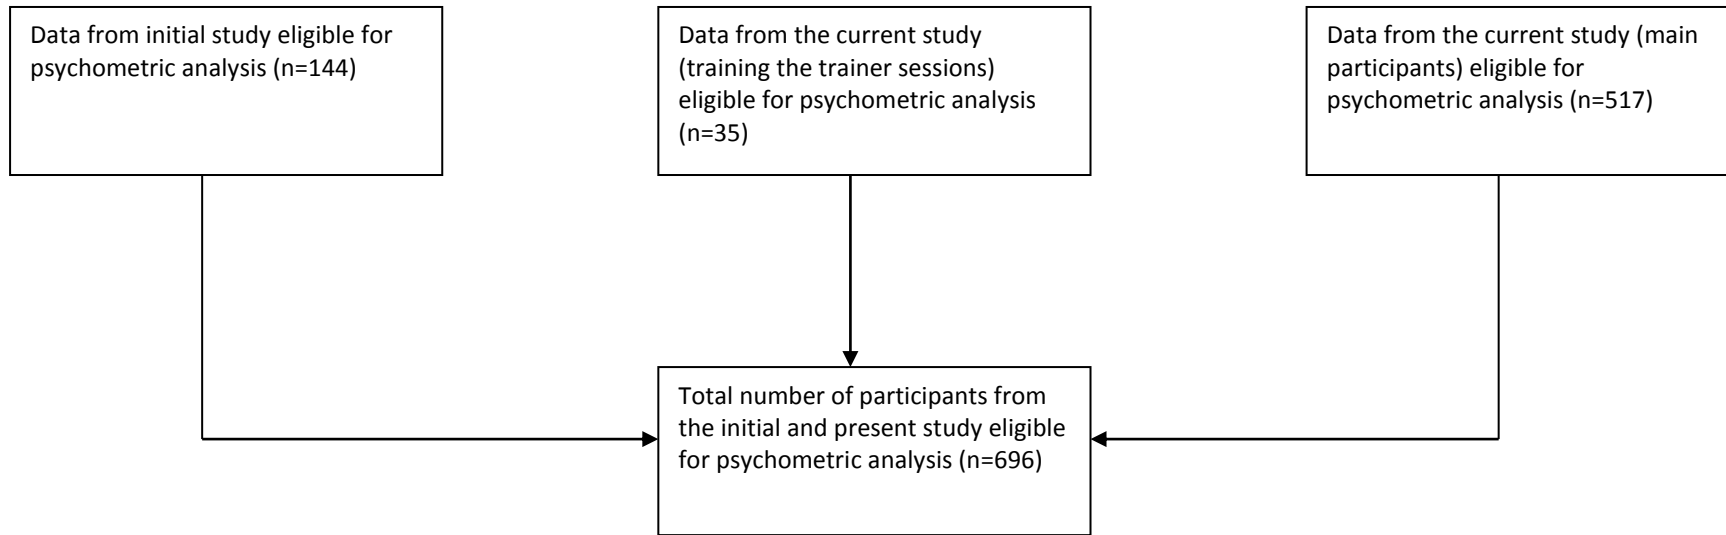 Data from initial study eligible for
psychometric analysis (n=144)
Data from the current study
(training the trainer sessions)
eligible for psychometric analysis
(n=35)
Data from the current study (main
participants) eligible for
psychometric analysis (n=517)
Total number of participants from
the initial and present study eligible
for psychometric analysis (n=696)